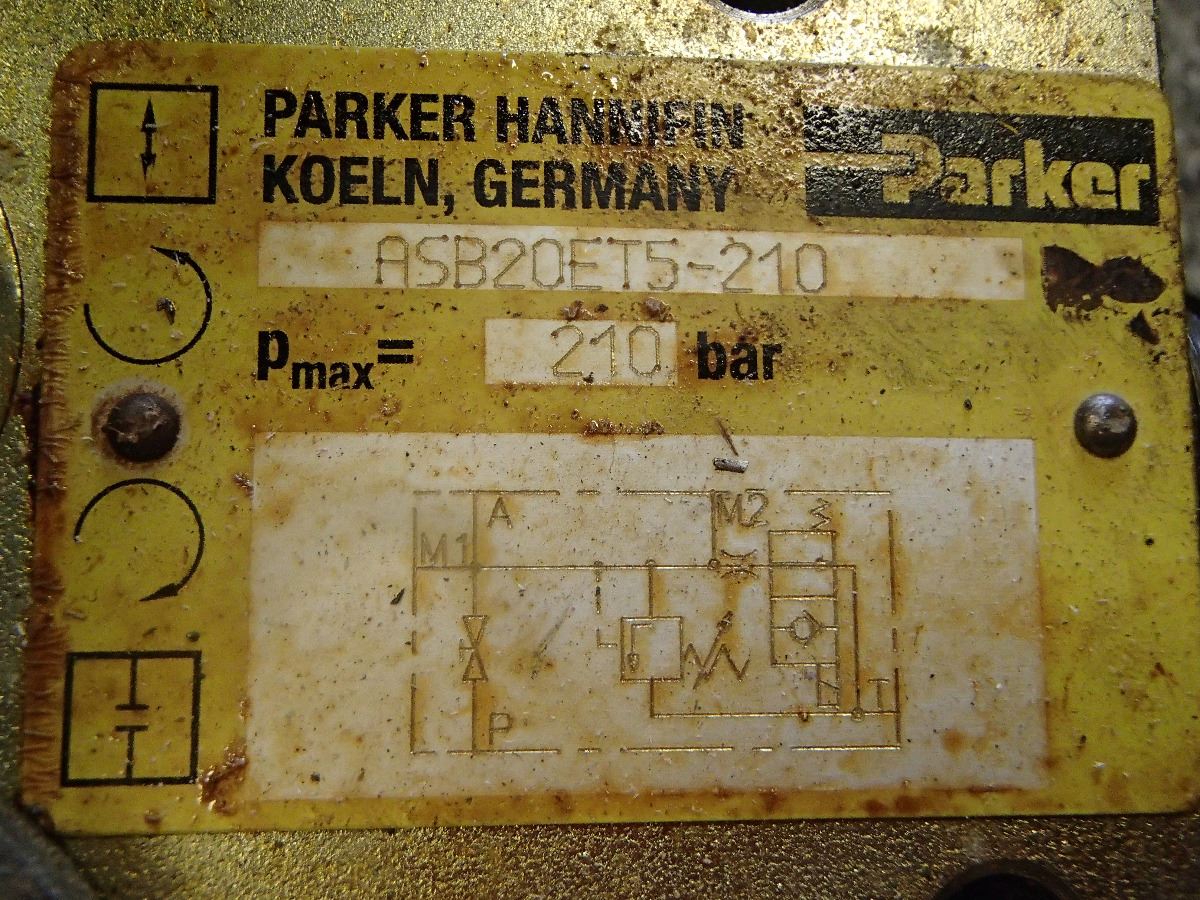 PARKER HANNIFIN
KOELN, GERMANY
Parker
ASB20ET5-210
pmax= 210 bar
A
M2
M1
T
P